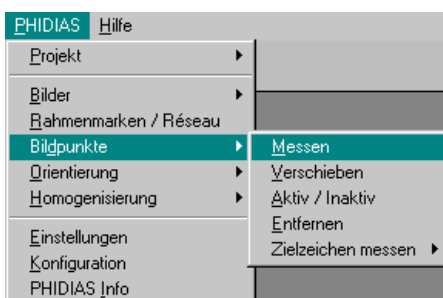 PHIDIAS Hilfe
Projekt
Bilder
Rahmenmarken / Réseau
Bildpunkte
Orientierung
Homogenisierung
Einstellungen
Konfiguration
PHIDIAS Info
Messen
Verschieben
Aktiv / Inaktiv
Entfernen
Zielzeichen messen